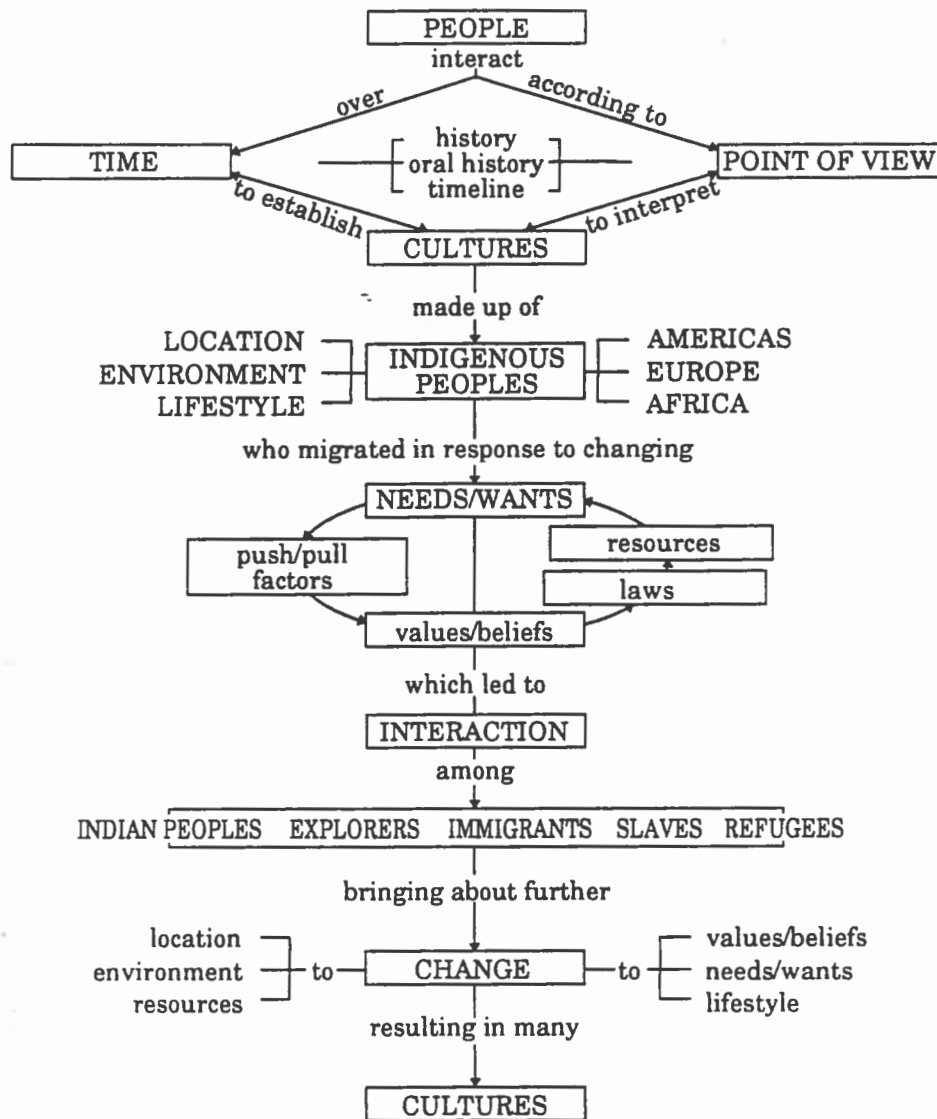 PEOPLE
interact
over
according to
TIME
history
oral history
timeline
POINT OF VIEW
to establish
to interpret
CULTURES
made up of
LOCATION
ENVIRONMENT
LIFESTYLE
INDIGENOUS
PEOPLES
AMERICAS
EUROPE
AFRICA
who migrated in response to changing
NEEDS/WANTS
push/pull
factors
resources
laws
values/beliefs
which led to
INTERACTION
among
INDIAN PEOPLES EXPLORERS IMMIGRANTS SLAVES REFUGEES
bringing about further
location
environment
resources
to
CHANGE
to
values/beliefs
needs/wants
lifestyle
resulting in many
CULTURES